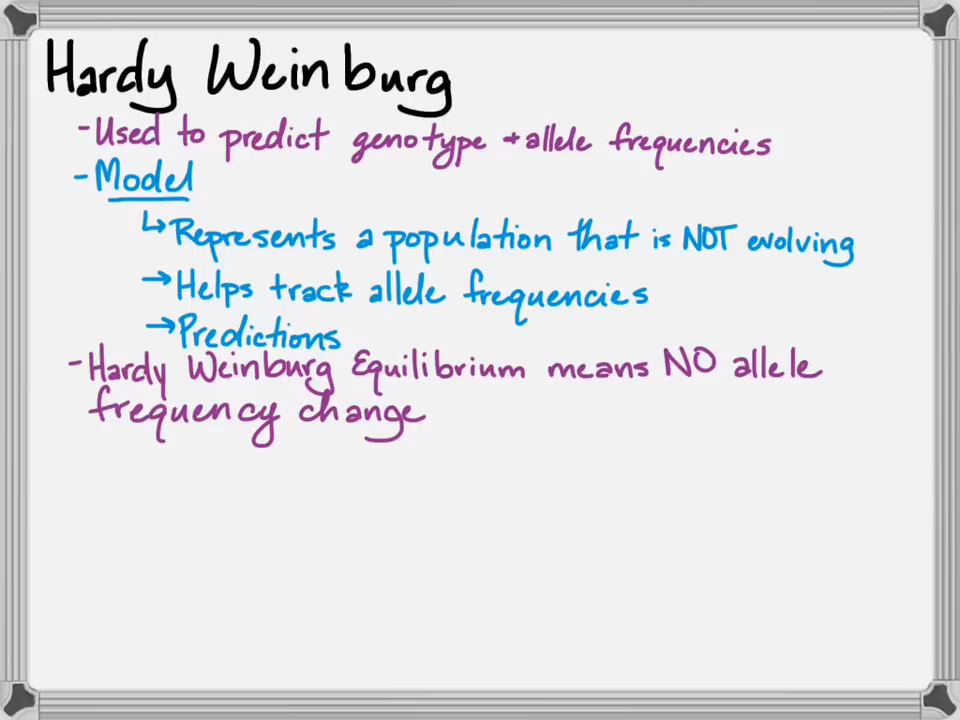 Hardy Weinburg
- Used to predict genotype + allele frequencies
- Model
↳ Represents a population that is NOT evolving
→ Helps track allele frequencies
→ Predictions
- Hardy Weinburg Equilibrium means NO allele
frequency change